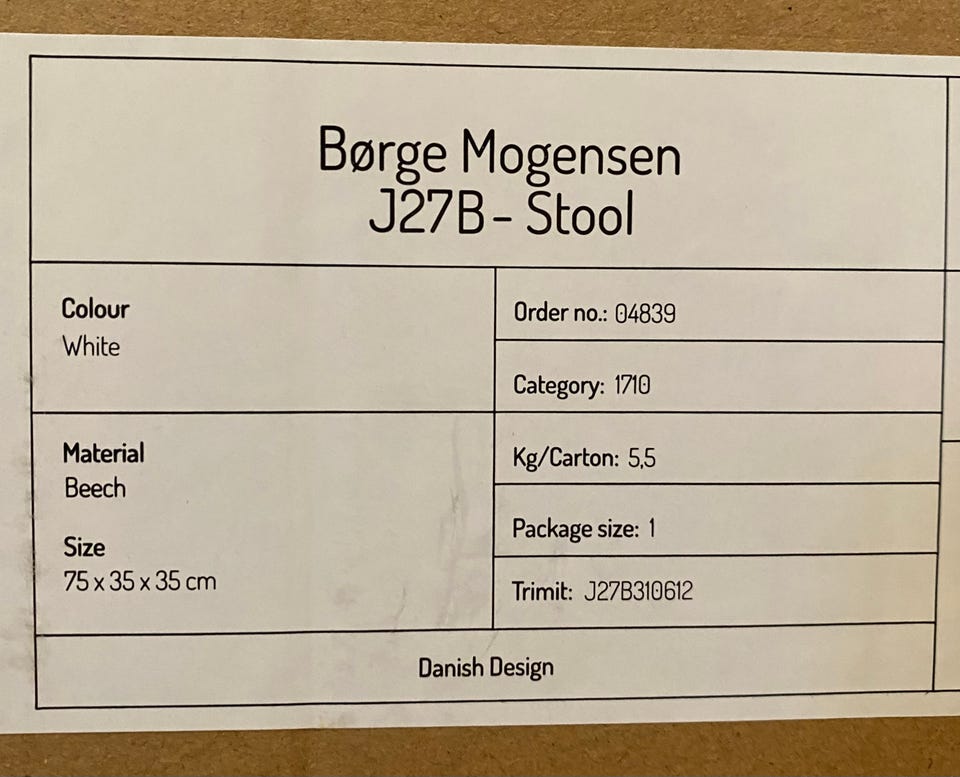 Børge Mogensen
J27B - Stool
Colour
White
Order no.: 04839
Category: 1710
Material
Beech
Size
75 x 35 x 35 cm
Kg/Carton: 5,5
Package size: 1
Trimit: J27B310612
Danish Design